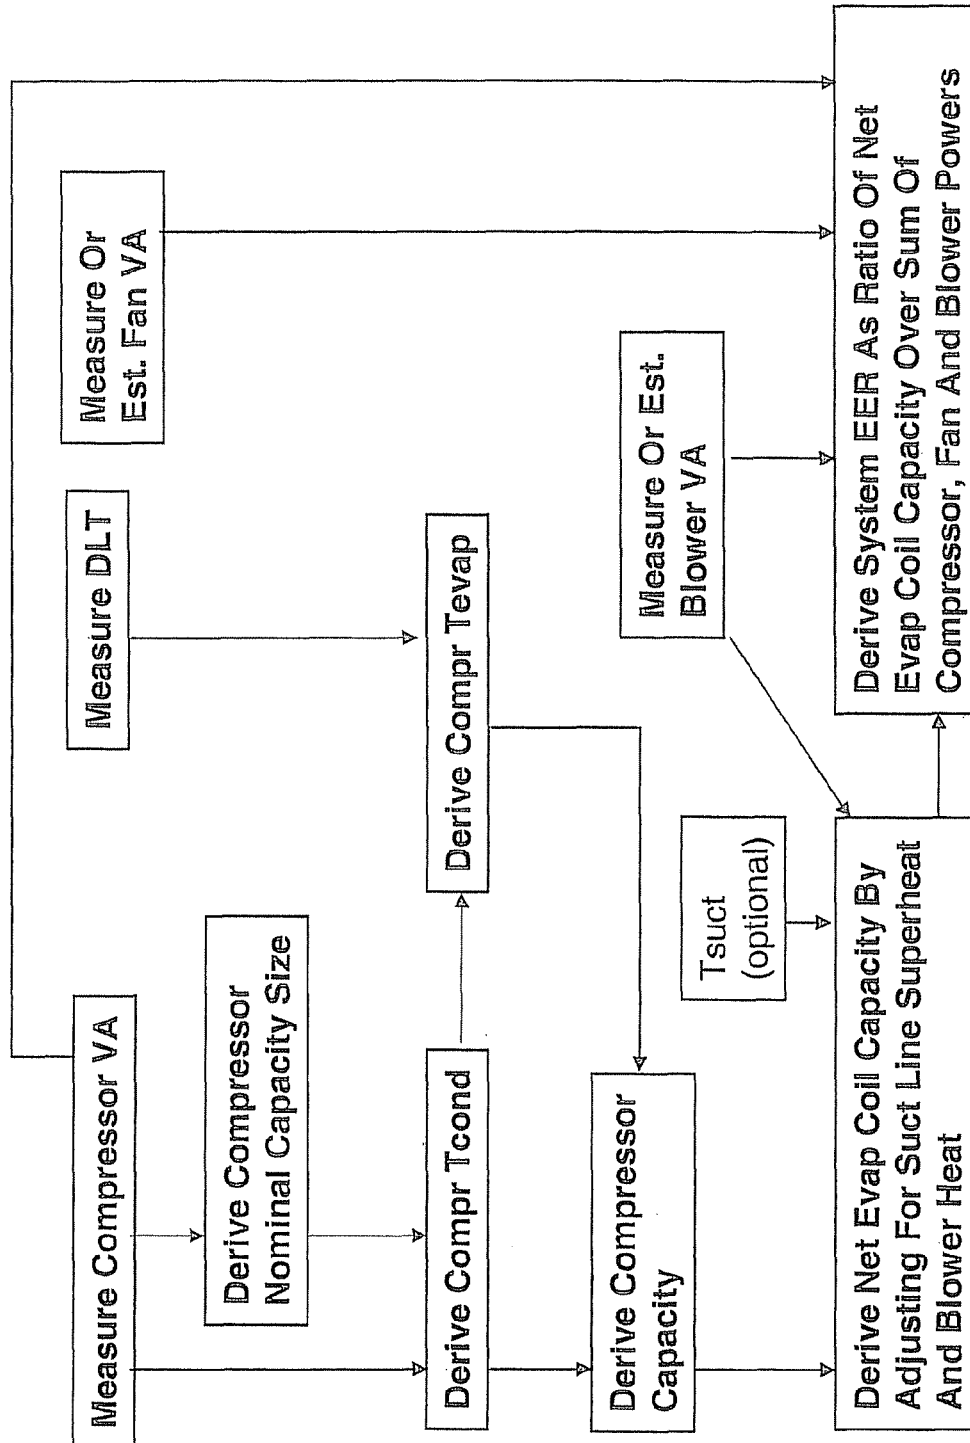 Measure Compressor VA
Measure DLT
Measure Or
Est. Fan VA
Derive Compressor
Nominal Capacity Size
Derive Compr Tcond
Derive Compr Tevap
Derive Compressor
Capacity
Tsuct
(optional)
Measure Or Est.
Blower VA
Derive Net Evap Coil Capacity By
Adjusting For Suct Line Superheat
And Blower Heat
Derive System EER As Ratio Of Net
Evap Coil Capacity Over Sum Of
Compressor, Fan And Blower Powers